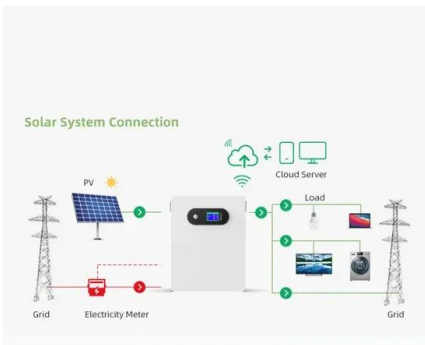 Solar System Connection
Cloud Server
PV
Load
Grid
Electricity Meter
Grid